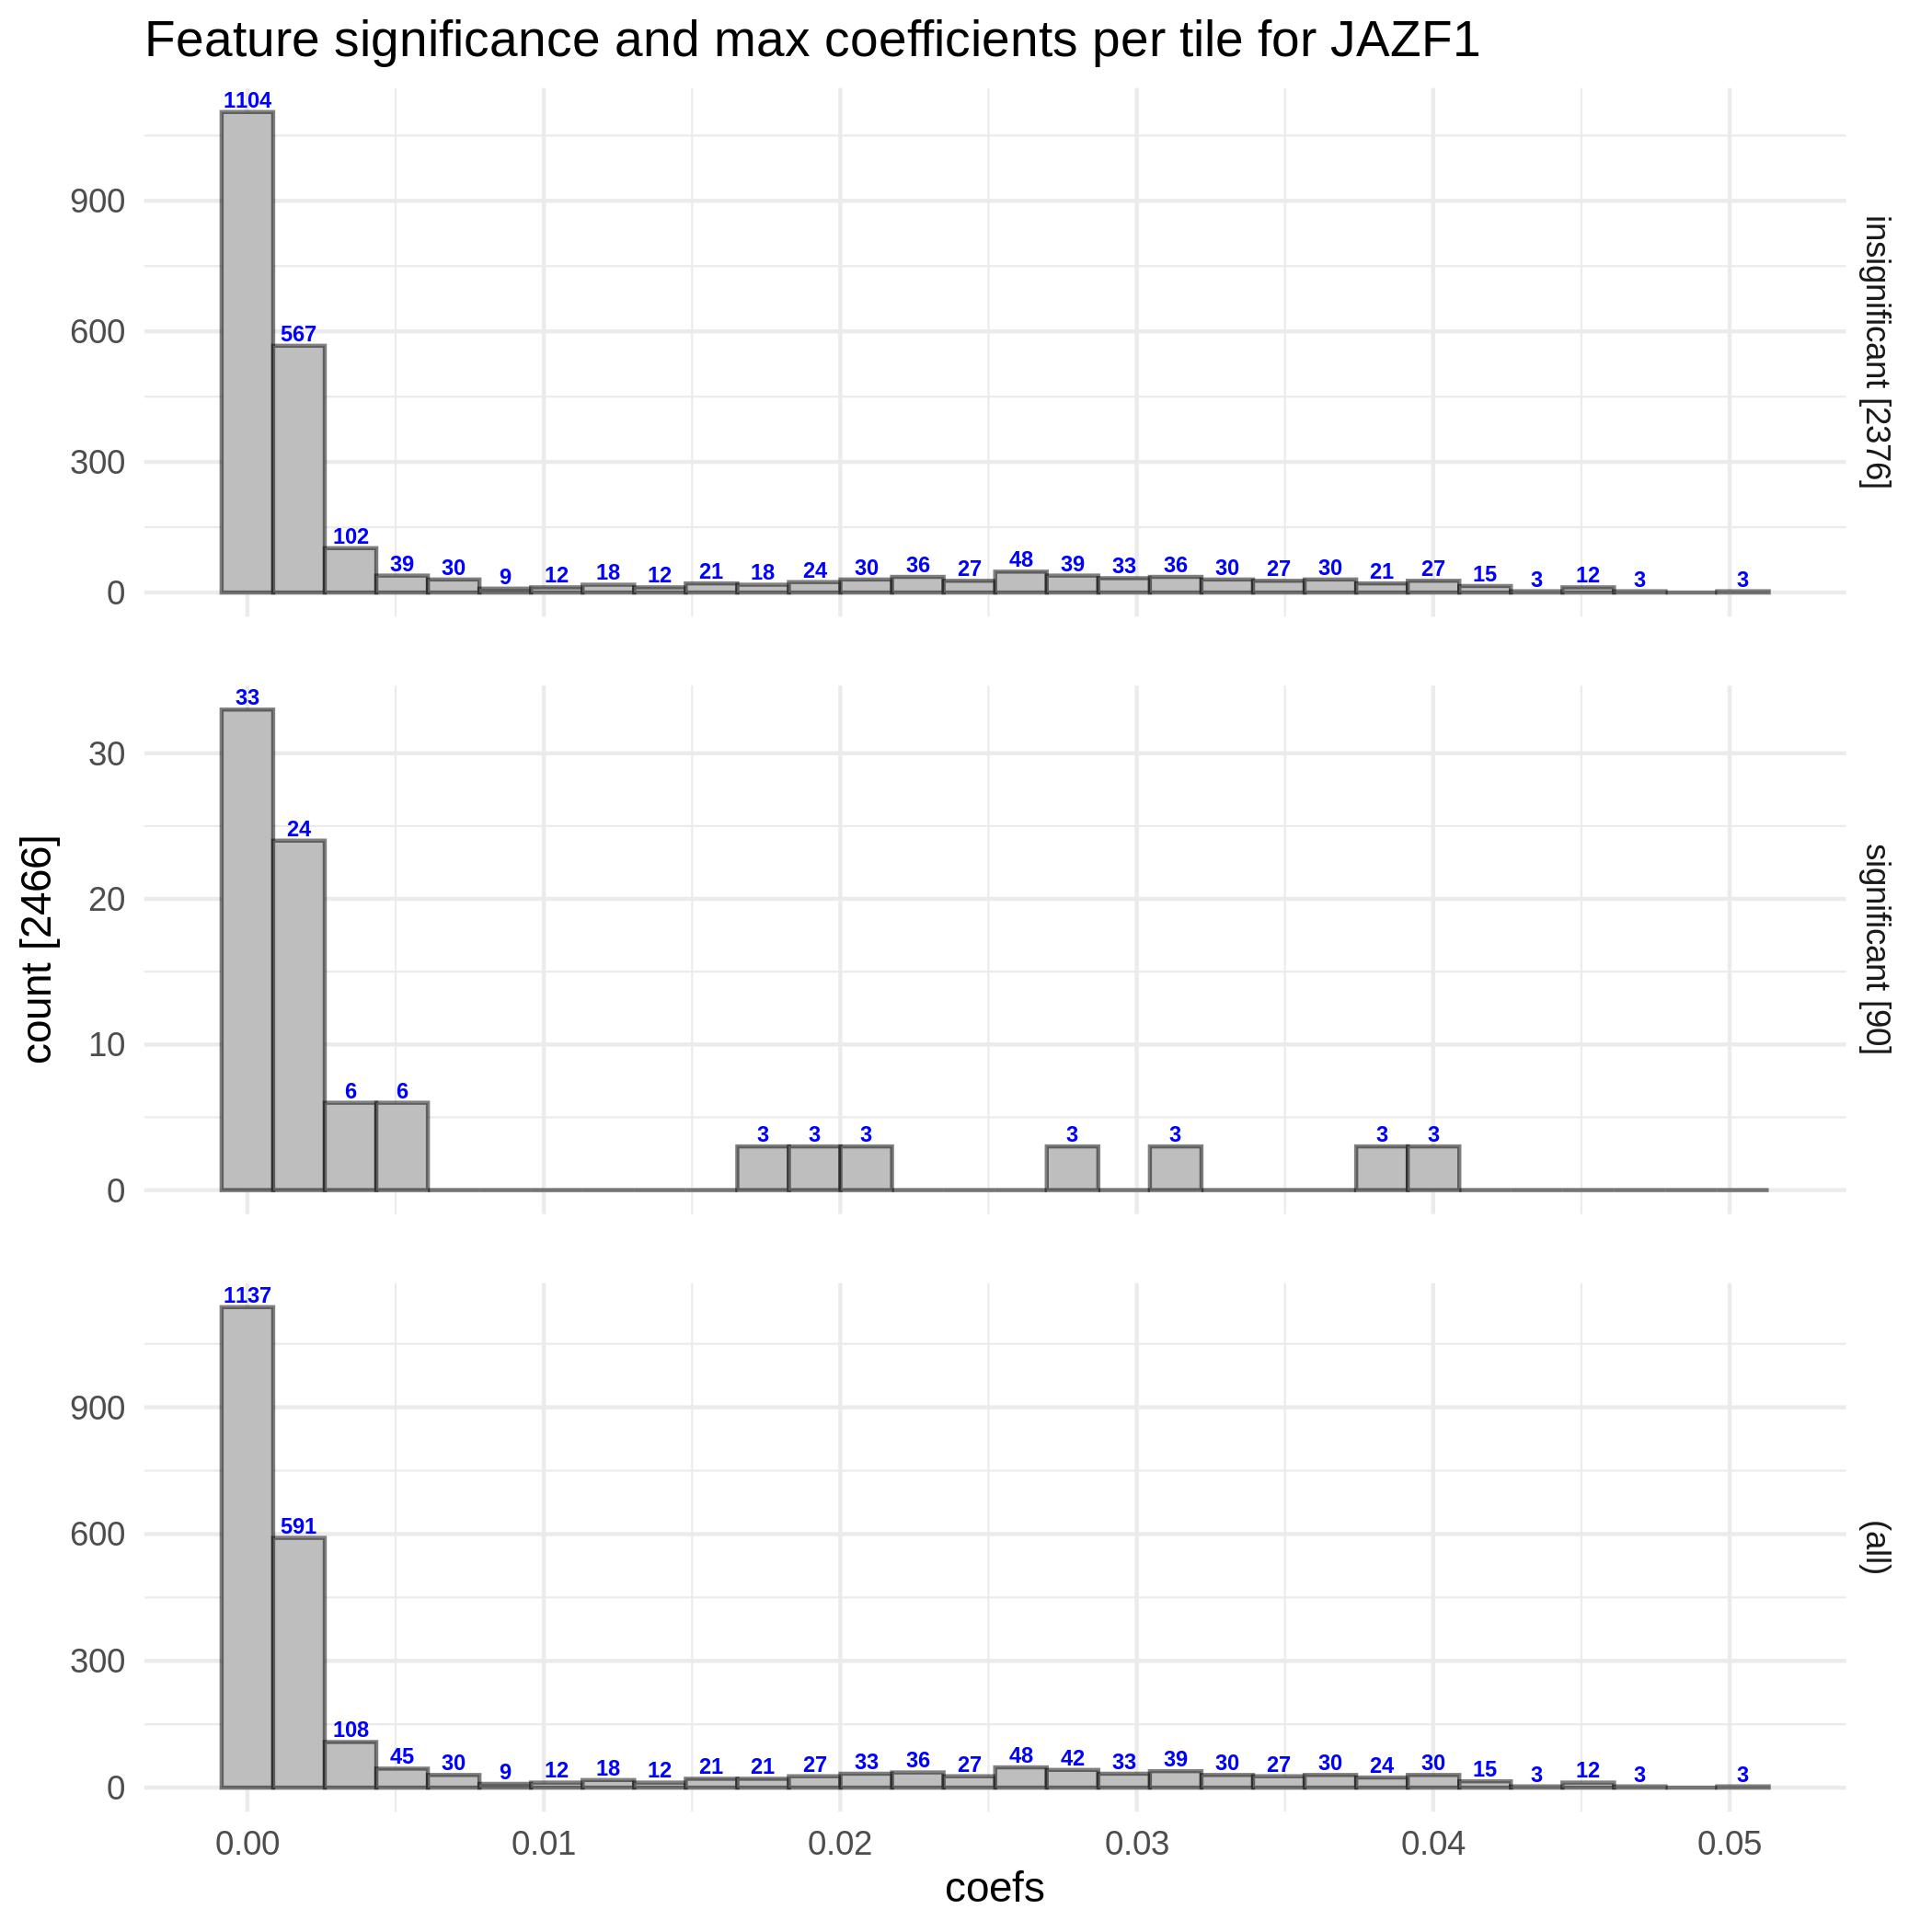 Feature significance and max coefficients per tile for JAZF1
1104
567
102
39 30 9 12 18 12 21 18 24 30 36 27 48 39 33 36 30 27 30 21 27 15 3 12 3 3
900
600
300
0
insignificant [2376]
33
24
6 6 3 3 3 3 3 3 3
30
20
10
0
significant [90]
count [2466]
1137
591
108
45 30 9 12 18 12 21 21 27 33 36 27 48 42 33 39 30 27 30 24 30 15 3 12 3 3
900
600
300
0
(all)
0.00 0.01 0.02 0.03 0.04 0.05
coefs